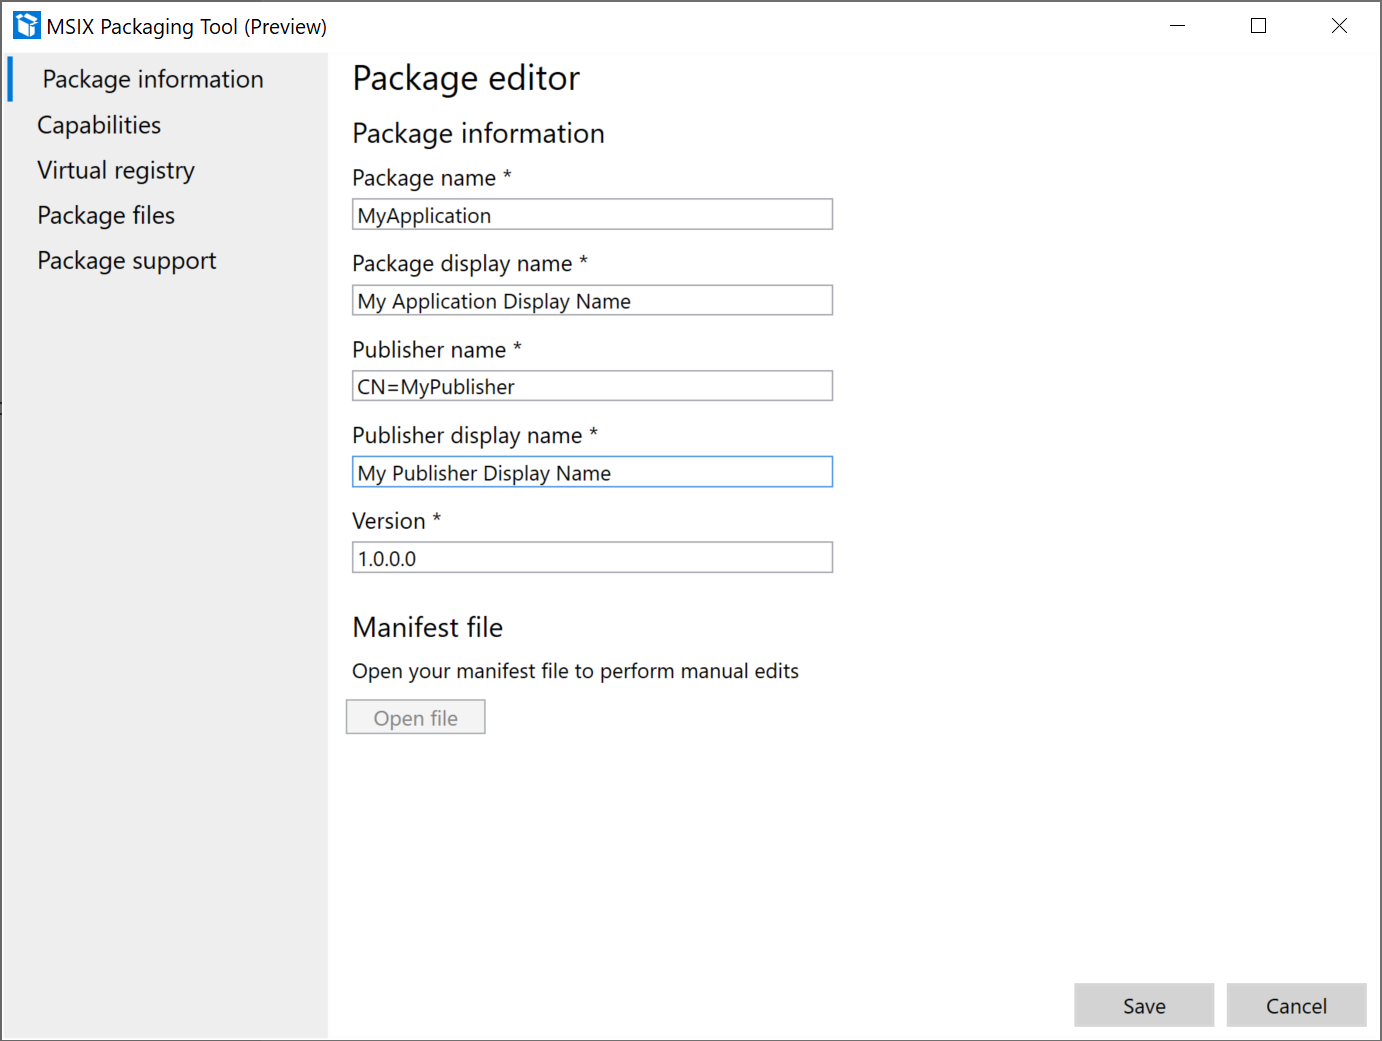 MSIX Packaging Tool (Preview)
Package information
Capabilities
Virtual registry
Package files
Package support
Package editor
Package information
Package name *
MyApplication
Package display name *
My Application Display Name
Publisher name *
CN=MyPublisher
Publisher display name *
My Publisher Display Name
Version *
1.0.0.0
Manifest file
Open your manifest file to perform manual edits
Open file
Save
Cancel